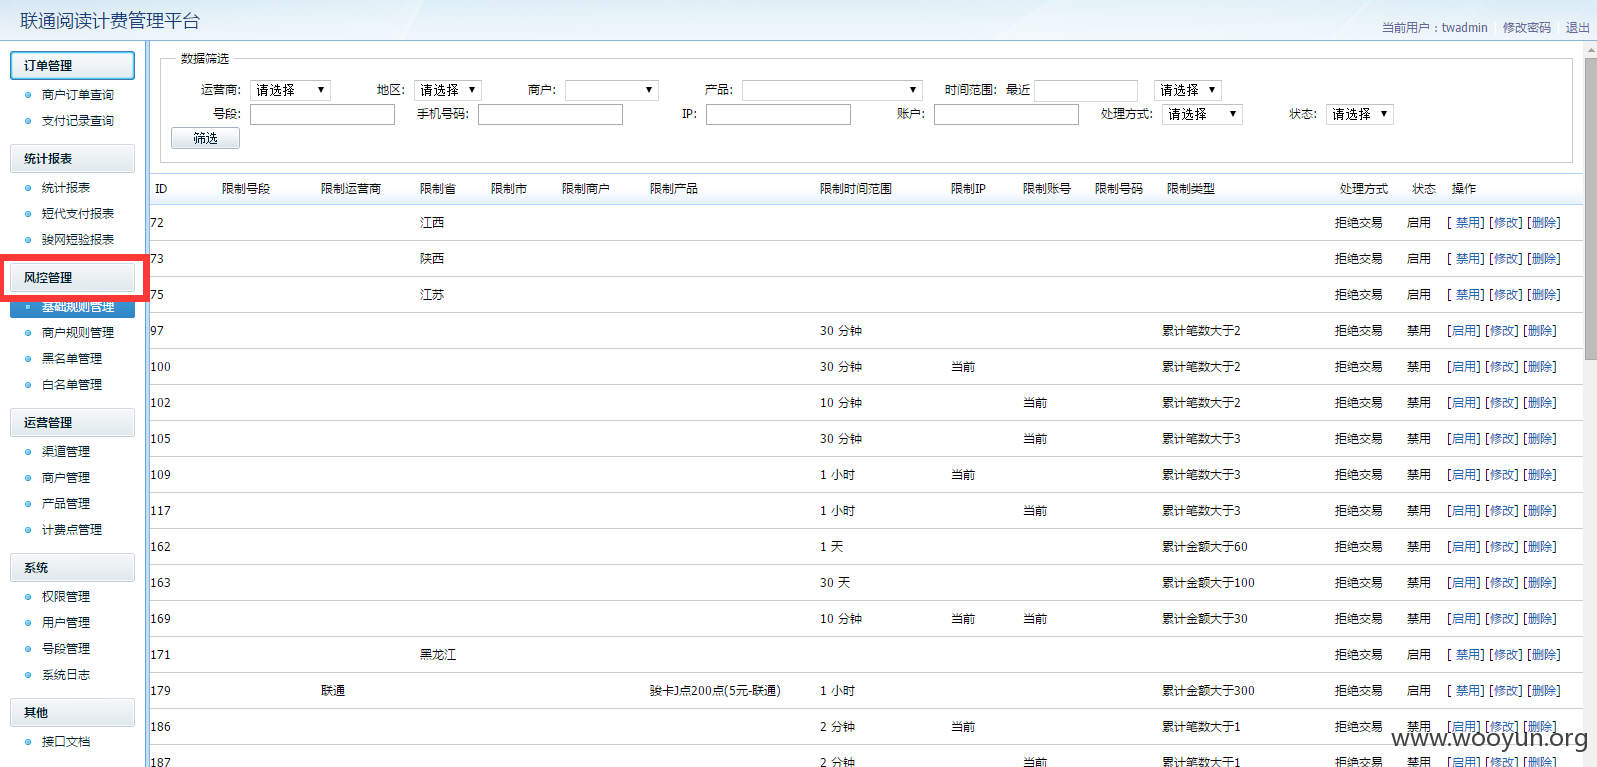 联通阅读计费管理平台
当前用户：twadmin 修改密码 退出
订单管理
商户订单查询
支付记录查询
统计报表
统计报表
短代支付报表
骏网短验报表
风控管理
基础规则管理
商户规则管理
黑名单管理
白名单管理
运营管理
渠道管理
商户管理
产品管理
计费点管理
系统
权限管理
用户管理
号段管理
系统日志
其他
接口文档
数据筛选
运营商: 请选择 地区: 请选择 商户: 产品: 时间范围: 最近 请选择
号段: 手机号码: IP: 账户: 处理方式: 请选择 状态: 请选择
筛选
ID 限制号段 限制运营商 限制省 限制市 限制商户 限制产品 限制时间范围 限制IP 限制账号 限制号码 限制类型 处理方式 状态 操作
72 江西 拒绝交易 启用 [ 禁用] [修改] [删除]
73 陕西 拒绝交易 启用 [ 禁用] [修改] [删除]
75 江苏 拒绝交易 启用 [ 禁用] [修改] [删除]
97 30 分钟 累计笔数大于2 拒绝交易 禁用 [启用] [修改] [删除]
100 30 分钟 当前 累计笔数大于2 拒绝交易 禁用 [启用] [修改] [删除]
102 10 分钟 当前 累计笔数大于2 拒绝交易 禁用 [启用] [修改] [删除]
105 30 分钟 当前 累计笔数大于3 拒绝交易 禁用 [启用] [修改] [删除]
109 1 小时 当前 累计笔数大于3 拒绝交易 禁用 [启用] [修改] [删除]
117 1 小时 当前 累计笔数大于3 拒绝交易 禁用 [启用] [修改] [删除]
162 1 天 累计金额大于60 拒绝交易 禁用 [启用] [修改] [删除]
163 30 天 累计金额大于100 拒绝交易 禁用 [启用] [修改] [删除]
169 10 分钟 当前 当前 累计金额大于30 拒绝交易 禁用 [启用] [修改] [删除]
171 黑龙江 拒绝交易 启用 [ 禁用] [修改] [删除]
179 联通 骏卡J点200点(5元-联通) 1 小时 累计金额大于300 拒绝交易 启用 [ 禁用] [修改] [删除]
186 2 分钟 当前 累计笔数大于1 拒绝交易 禁用 [启用] [修改] [删除]
187 2 分钟 当前 累计笔数大于1 拒绝交易 禁用 [启用] [修改] [删除]
www.wooyun.org